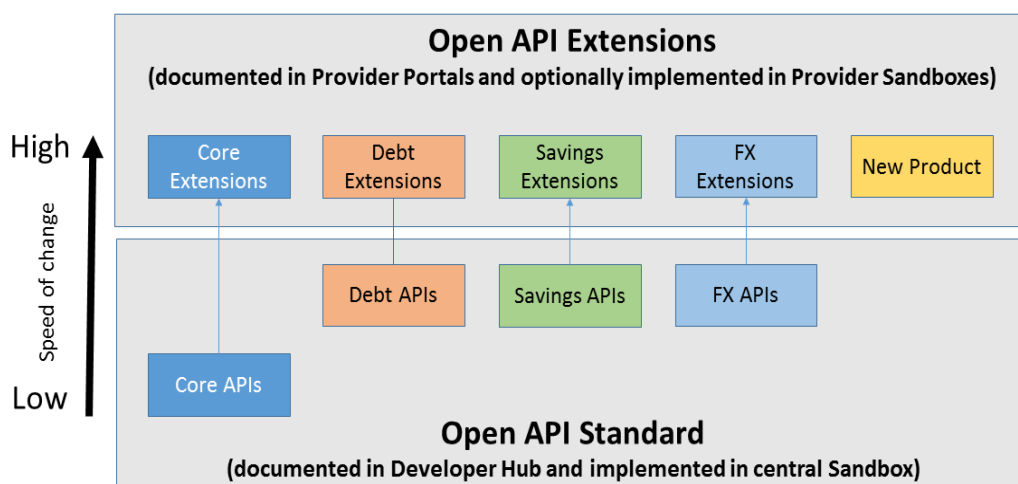 Open API Extensions
(documented in Provider Portals and optionally implemented in Provider Sandboxes)
High
Core
Extensions
Debt
Extensions
Savings
Extensions
FX
Extensions
New Product
Speed of change
Debt APIs
Savings APIs
FX APIs
Core APIs
Low
Open API Standard
(documented in Developer Hub and implemented in central Sandbox)